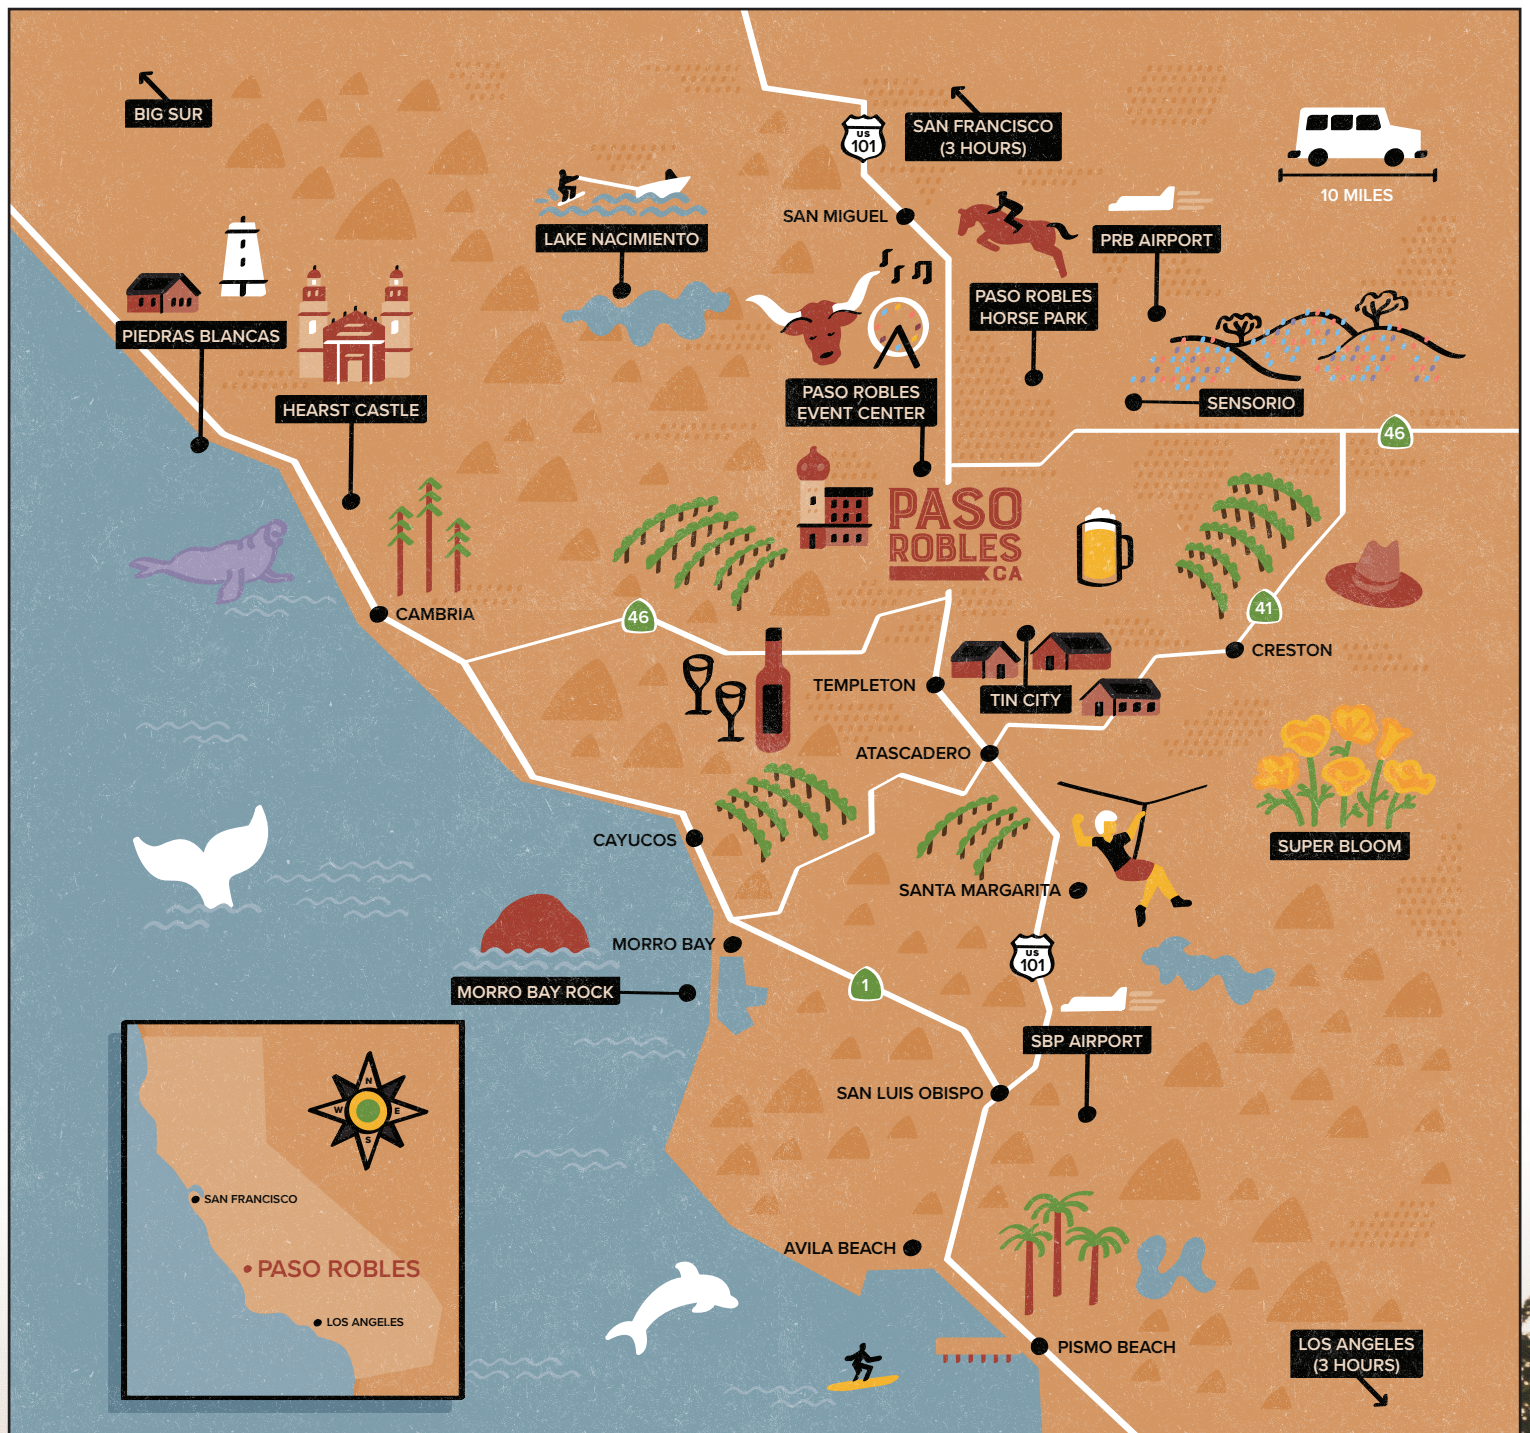 BIG SUR
US
101
SAN FRANCISCO
(3 HOURS)
10 MILES
SAN MIGUEL
LAKE NACIMIENTO
PRB AIRPORT
PASO ROBLES
HORSE PARK
PIEDRAS BLANCAS
HEARST CASTLE
PASO ROBLES
EVENT CENTER
SENSORIO
46
PASO
ROBLES
CA
CAMBRIA
46
41
CRESTON
TEMPLETON
TIN CITY
ATASCADERO
CAYUCOS
SUPER BLOOM
SANTA MARGARITA
MORRO BAY
US
101
MORRO BAY ROCK
1
SBP AIRPORT
SAN LUIS OBISPO
N
W
E
S
SAN FRANCISCO
PASO ROBLES
LOS ANGELES
AVILA BEACH
PISMO BEACH
LOS ANGELES
(3 HOURS)